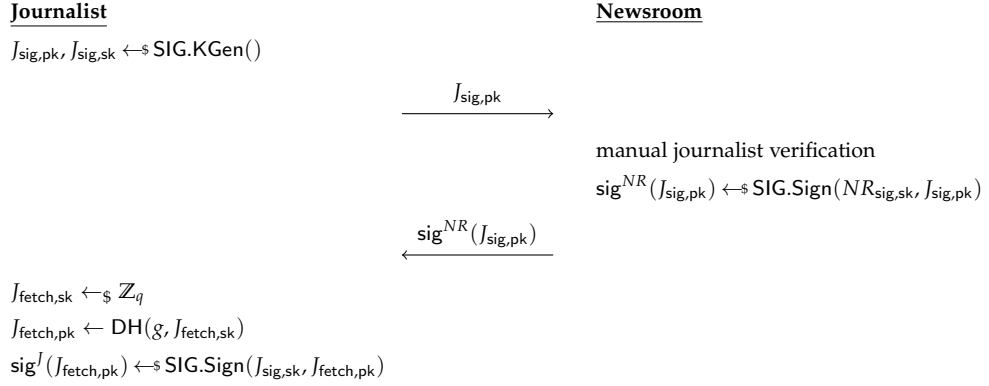 Journalist Newsroom
J_sig,pk, J_sig,sk ←$ SIG.KGen()
J_sig,pk
manual journalist verification
sig^NR(J_sig,pk) ←$ SIG.Sign(NR_sig,sk, J_sig,pk)
sig^NR(J_sig,pk)
J_fetch,sk ←$ ℤ_q
J_fetch,pk ← DH(g, J_fetch,sk)
sig^J(J_fetch,pk) ←$ SIG.Sign(J_sig,sk, J_fetch,pk)